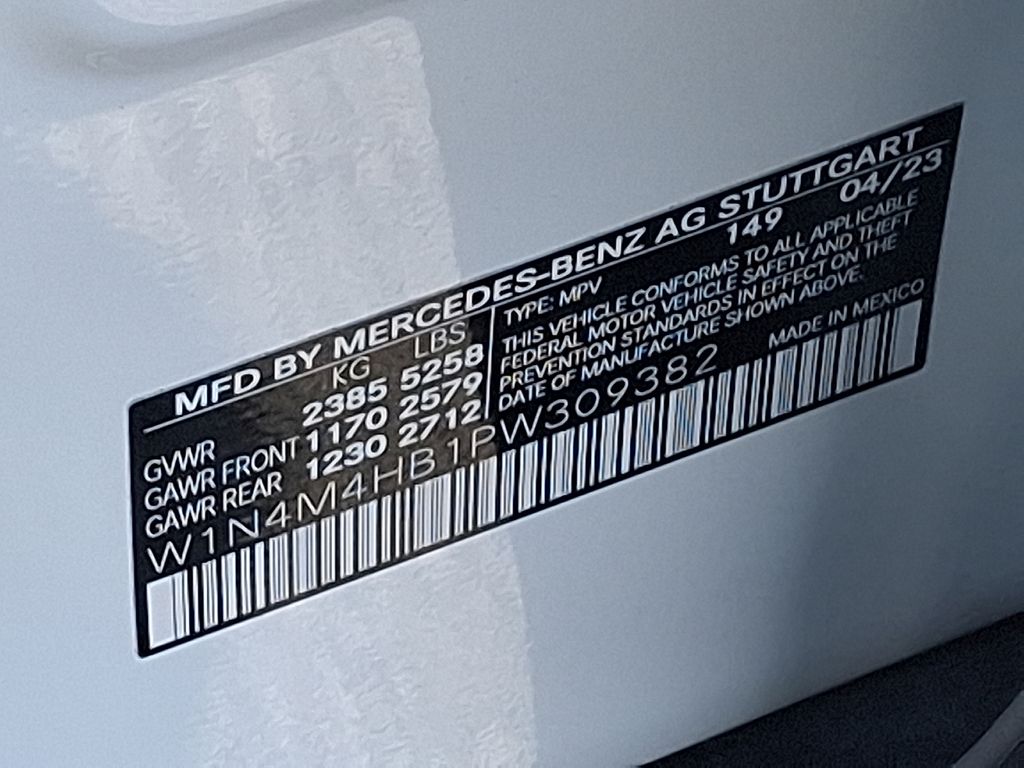 MFD BY MERCEDES-BENZ AG STUTTGART
KG LBS
GVWR 2385 5258
GAWR FRONT 1170 2579
GAWR REAR 1230 2712
149 04/23
TYPE: MPV
THIS VEHICLE CONFORMS TO ALL APPLICABLE
FEDERAL MOTOR VEHICLE SAFETY AND THEFT
PREVENTION STANDARDS IN EFFECT ON THE
DATE OF MANUFACTURE SHOWN ABOVE.
W1N4M4HB1PW309382
MADE IN MEXICO